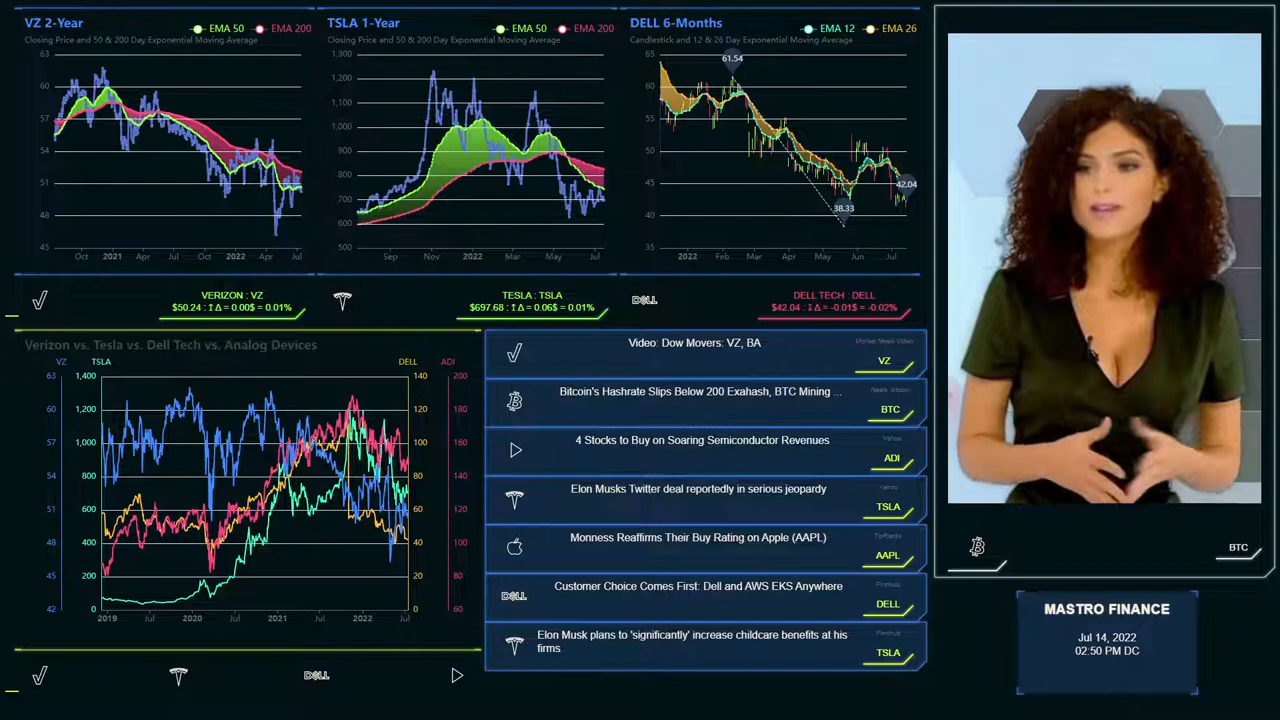 VZ 2-Year
EMA 50 EMA 200
Closing Price and 50 & 200 Day Exponential Moving Average
63
60
57
54
51
48
45
Oct 2021 Apr Jul Oct 2022 Apr Jul
TSLA 1-Year
EMA 50 EMA 200
Closing Price and 50 & 200 Day Exponential Moving Average
1,300
1,200
1,100
1,000
900
800
700
600
500
Sep Nov 2022 Mar May Jul
DELL 6-Months
EMA 12 EMA 26
Candlestick and 12 & 26 Day Exponential Moving Average
65
60
55
50
45
40
35
61.54
38.33
42.04
2022 Feb Mar Apr May Jun Jul
VERIZON : VZ
$50.24 : 1 Δ = 0.00$ = 0.01%
TESLA : TSLA
$697.68 : 1 Δ = 0.06$ = 0.01%
DELL
DELL TECH : DELL
$42.04 : 1 Δ = -0.01$ = -0.02%
Verizon vs. Tesla vs. Dell Tech vs. Analog Devices
VZ TSLA DELL ADI
63 1,400 140 200
60 1,200 120 180
57 1,000 100 160
54 800 80 140
51 600 60 120
48 400 40 100
45 200 20 80
42 0 0 60
2019 Jul 2020 Jul 2021 Jul 2022 Jul
DELL
Video: Dow Movers: VZ, BA
Market News Video
VZ
Bitcoin's Hashrate Slips Below 200 Exahash, BTC Mining ...
BTC
4 Stocks to Buy on Soaring Semiconductor Revenues
Yahoo
ADI
Elon Musks Twitter deal reportedly in serious jeopardy
Yahoo
TSLA
Monness Reaffirms Their Buy Rating on Apple (AAPL)
TipRanks
AAPL
DELL
Customer Choice Comes First: Dell and AWS EKS Anywhere
Finnhub
DELL
Elon Musk plans to 'significantly' increase childcare benefits at his
firms
Finnhub
TSLA
BTC
MASTRO FINANCE
Jul 14, 2022
02:50 PM DC